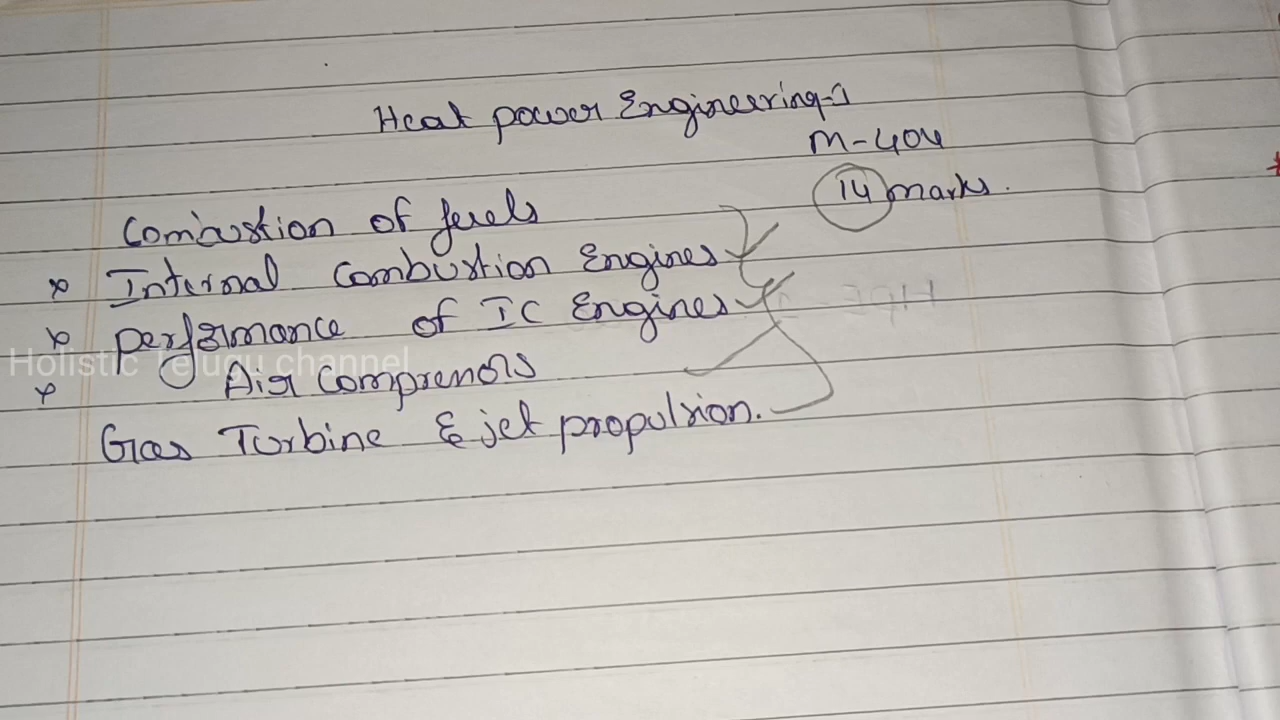 Heat power Engineering-1
M-404
14 marks.
Combustion of fuels
* Internal Combustion Engines
* performance of IC Engines
Holistic Telugu channel
* Air Compressors
Gas Turbine & jet propulsion.